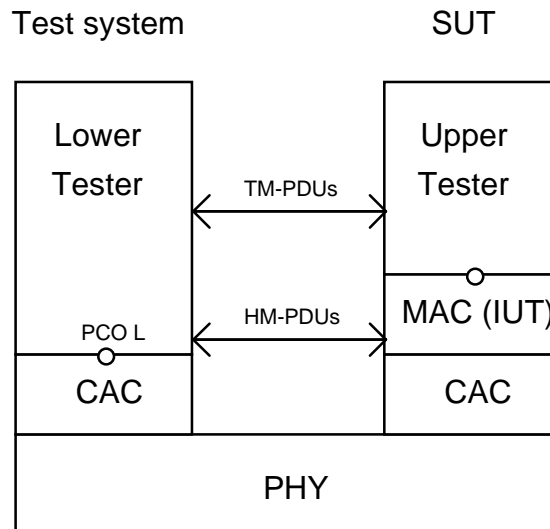 Test system
SUT
Lower
Tester
Upper
Tester
TM-PDUs
HM-PDUs
MAC (IUT)
PCO L
CAC
CAC
PHY